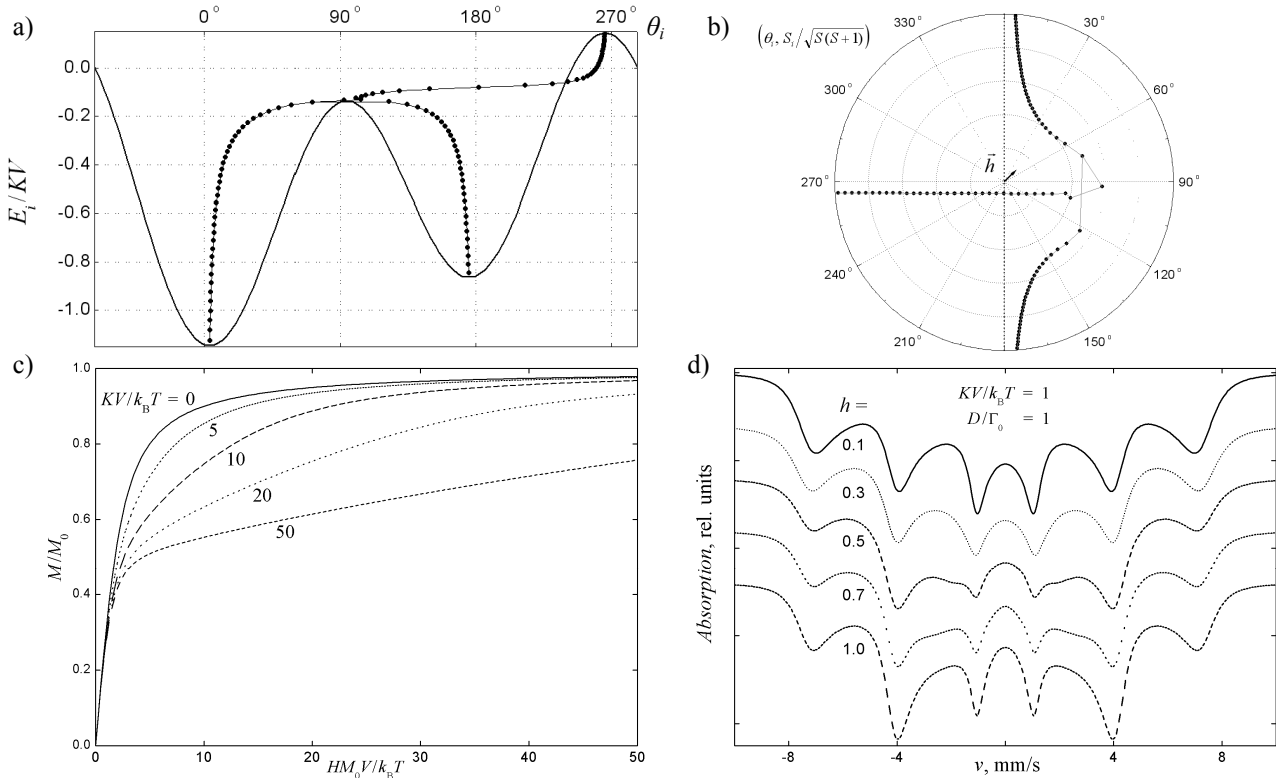 a)
0° 90° 180° 270° θᵢ
0.0
-0.2
-0.4
-0.6
-0.8
-1.0
Eᵢ/KV
b)
(θᵢ, Sᵢ/√S(S+1))
330° 30°
300° 60°
h⃗
270° 90°
240° 120°
210° 150°
c)
1.0
0.8
0.6
0.4
0.2
0.0
M/M₀
KV/k_BT = 0
5
10
20
50
0 10 20 30 40 50
HM₀V/k_BT
d)
KV/k_BT = 1
D/Γ₀ = 1
h =
0.1
0.3
0.5
0.7
1.0
Absorption, rel. units
-8 -4 0 4 8
v, mm/s